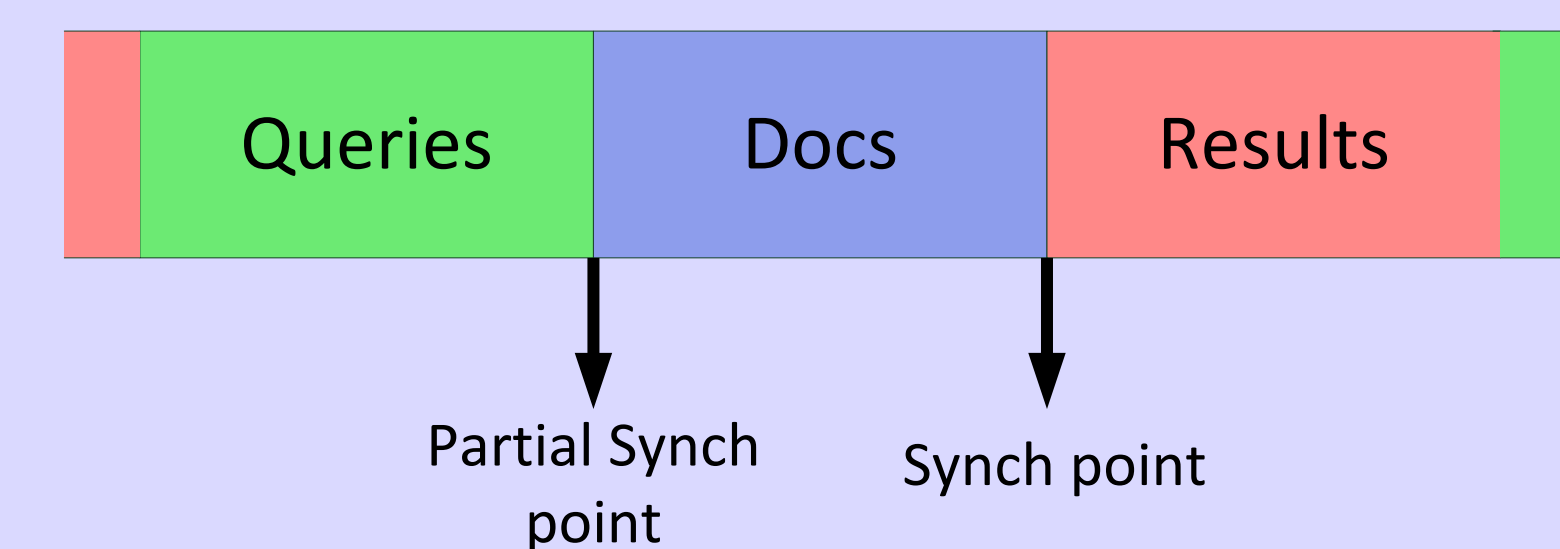 Queries
Docs
Results
Partial Synch
point
Synch point